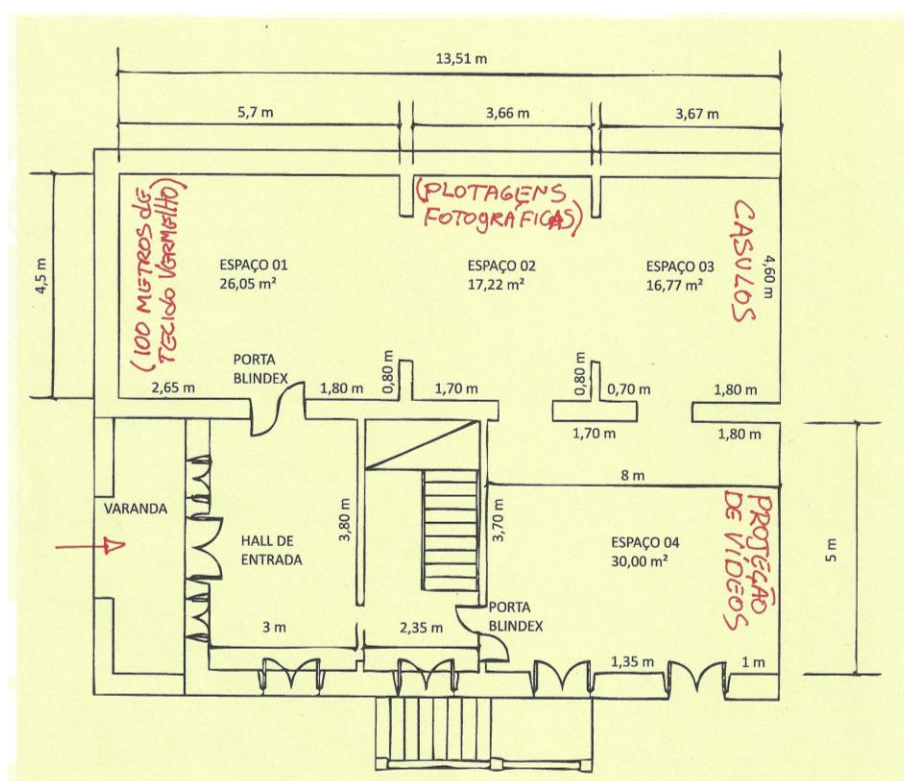 13,51 m
5,7 m
3,66 m
3,67 m
4,5 m
(100 METROS DE
TECIDO VERMELHO)
(PLOTAGENS
FOTOGRÁFICAS)
CASULOS
4,60 m
ESPAÇO 01
26,05 m²
ESPAÇO 02
17,22 m²
ESPAÇO 03
16,77 m²
PORTA
BLINDEX
2,65 m
1,80 m
0,80 m
1,70 m
0,80 m
0,70 m
1,80 m
1,70 m
1,80 m
8 m
VARANDA
HALL DE
ENTRADA
3,80 m
3,70 m
ESPAÇO 04
30,00 m²
PROJEÇÃO
DE VÍDEOS
5 m
PORTA
BLINDEX
3 m
2,35 m
1,35 m
1 m